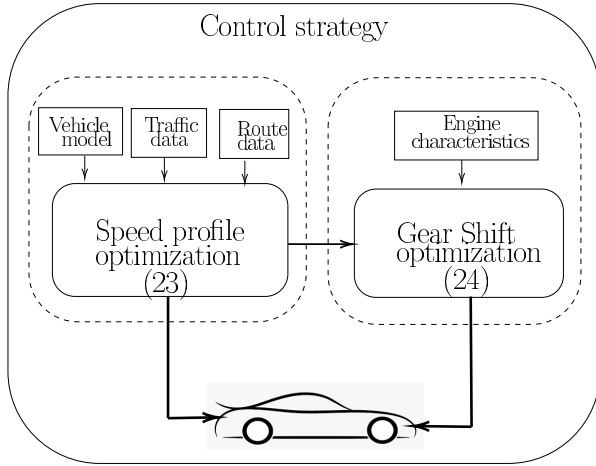 Control strategy
Vehicle
model
Traffic
data
Route
data
Engine
characteristics
Speed profile
optimization
(23)
Gear Shift
optimization
(24)